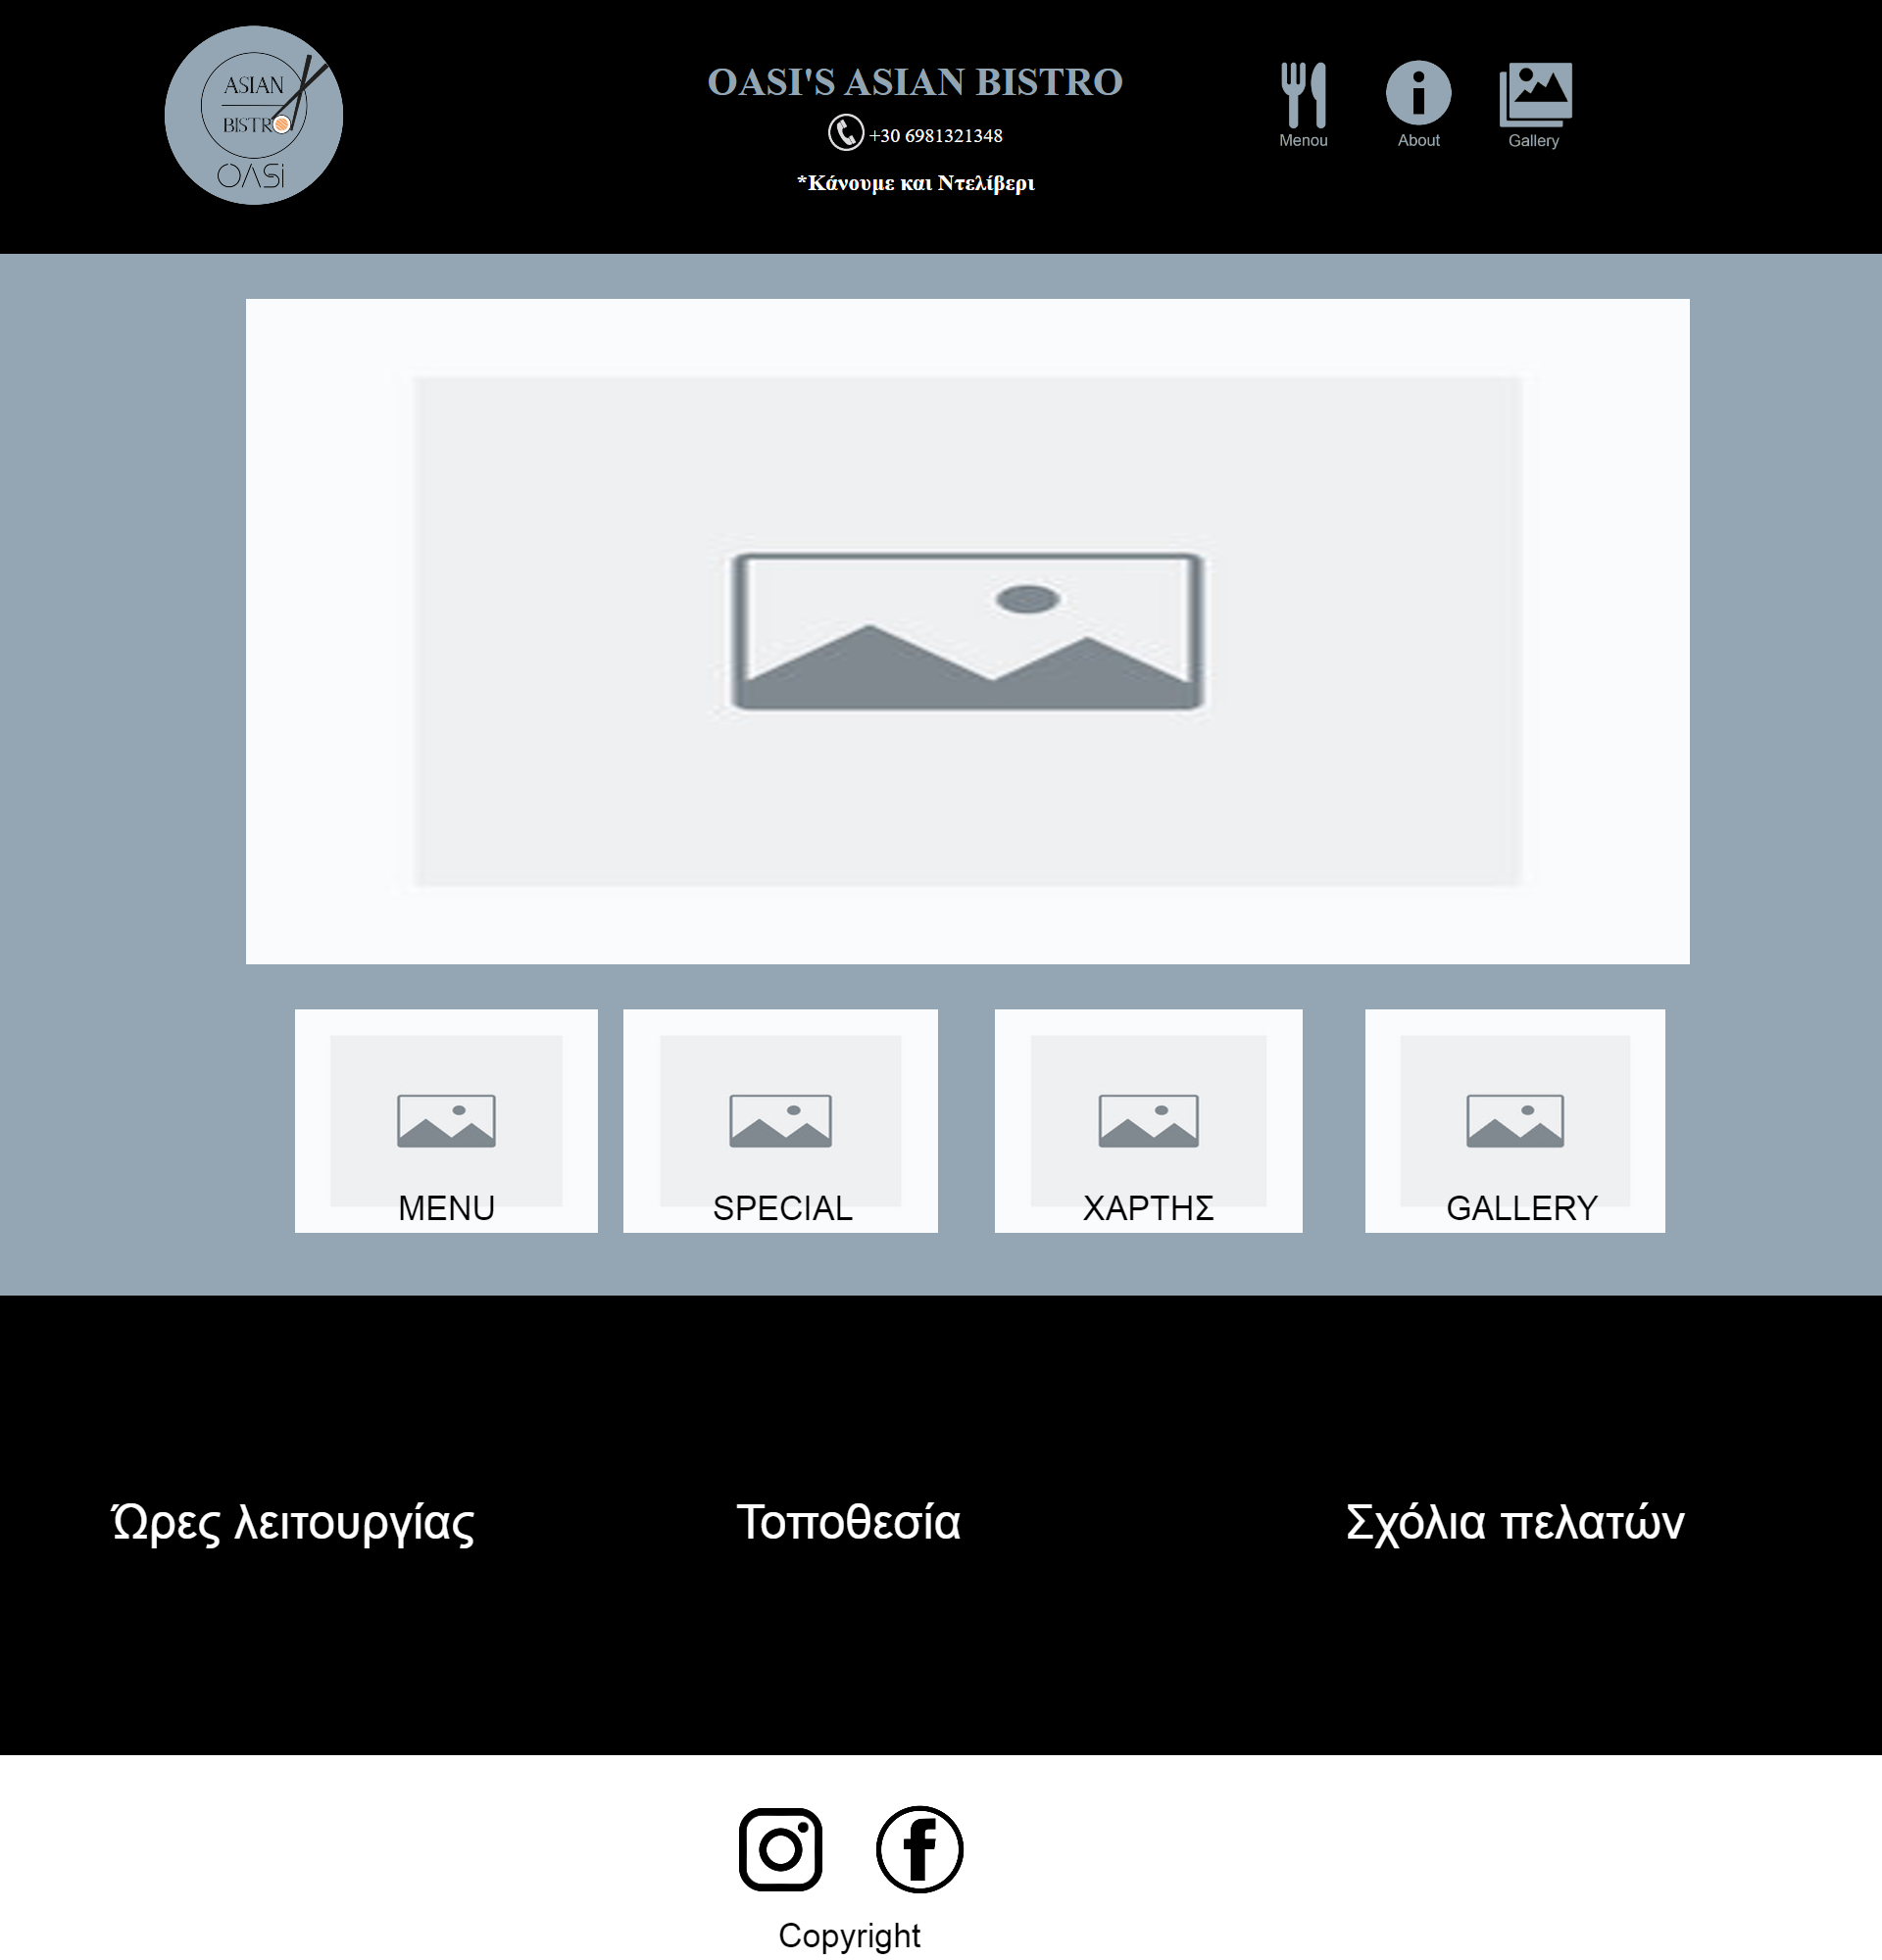 ASIAN
BISTRO
OASi
OASI'S ASIAN BISTRO
+30 6981321348
*Κάνουμε και Ντελίβερι
Menou
About
Gallery
MENU
SPECIAL
ΧΑΡΤΗΣ
GALLERY
Ώρες λειτουργίας
Τοποθεσία
Σχόλια πελατών
Copyright